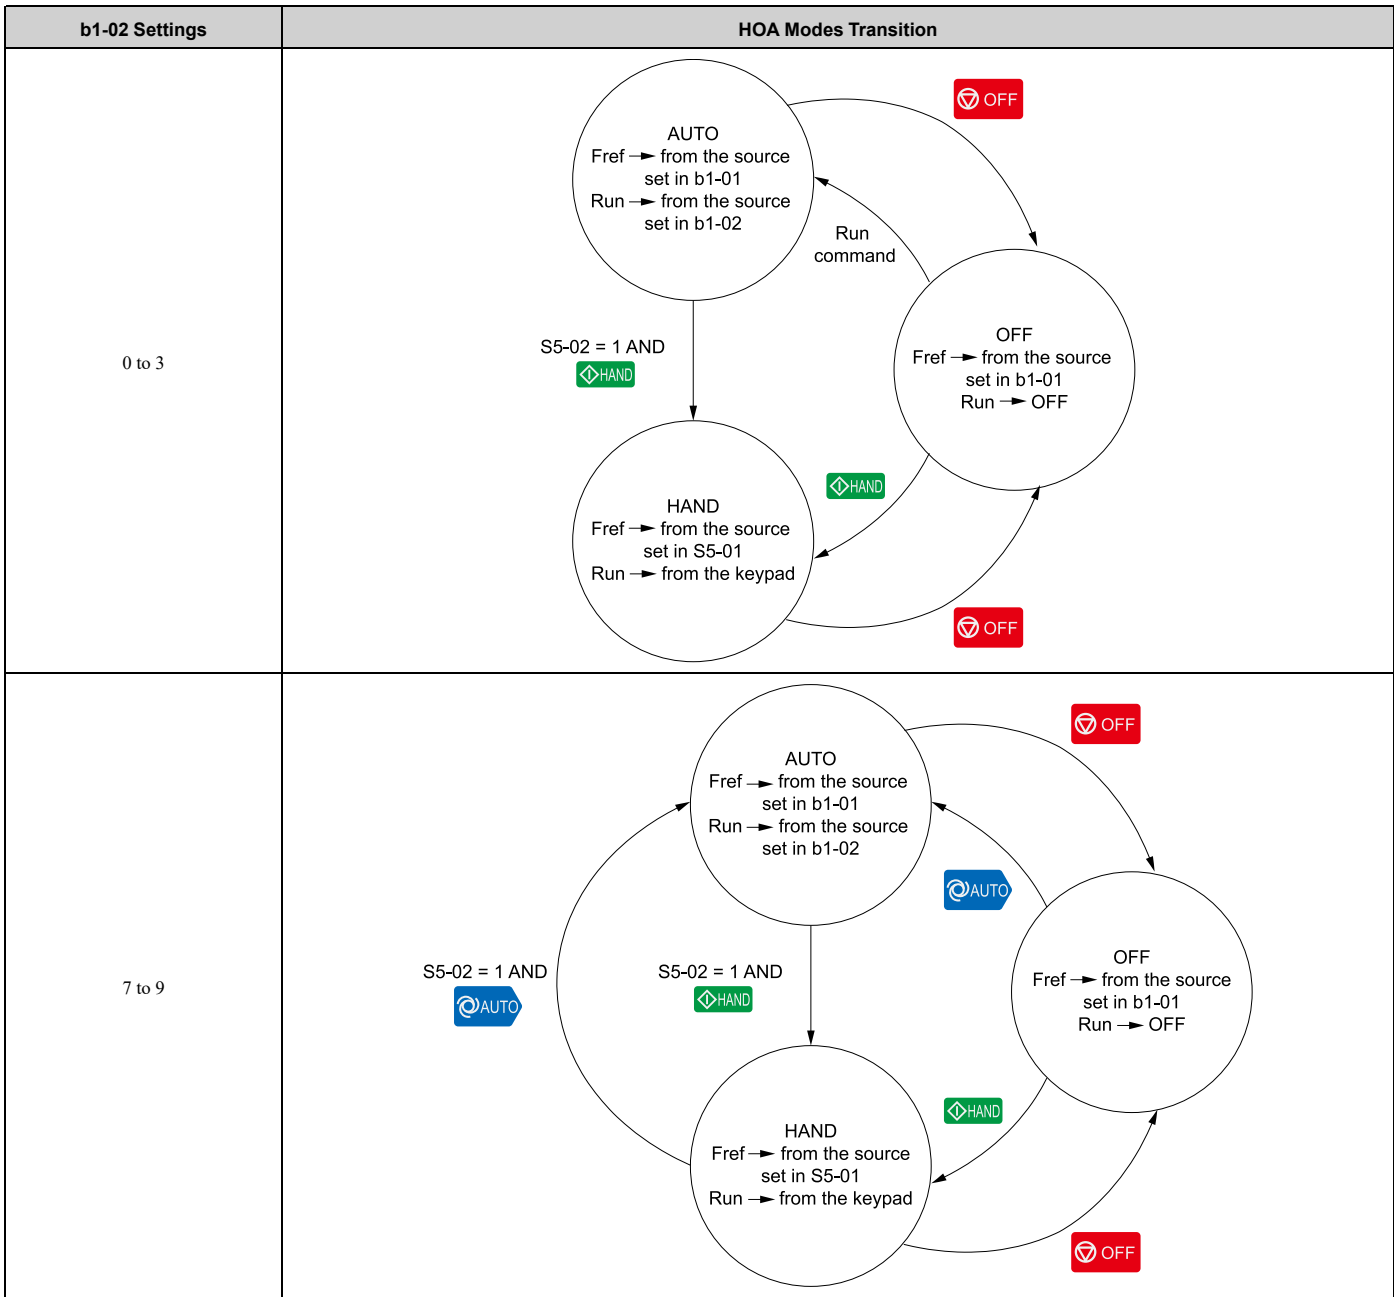 b1-02 Settings
HOA Modes Transition
0 to 3
AUTO
Fref → from the source
set in b1-01
Run → from the source
set in b1-02
OFF
Run
command
S5-02 = 1 AND
HAND
OFF
Fref → from the source
set in b1-01
Run → OFF
HAND
HAND
Fref → from the source
set in S5-01
Run → from the keypad
OFF
7 to 9
AUTO
Fref → from the source
set in b1-01
Run → from the source
set in b1-02
OFF
AUTO
S5-02 = 1 AND
AUTO
S5-02 = 1 AND
HAND
OFF
Fref → from the source
set in b1-01
Run → OFF
HAND
HAND
Fref → from the source
set in S5-01
Run → from the keypad
OFF